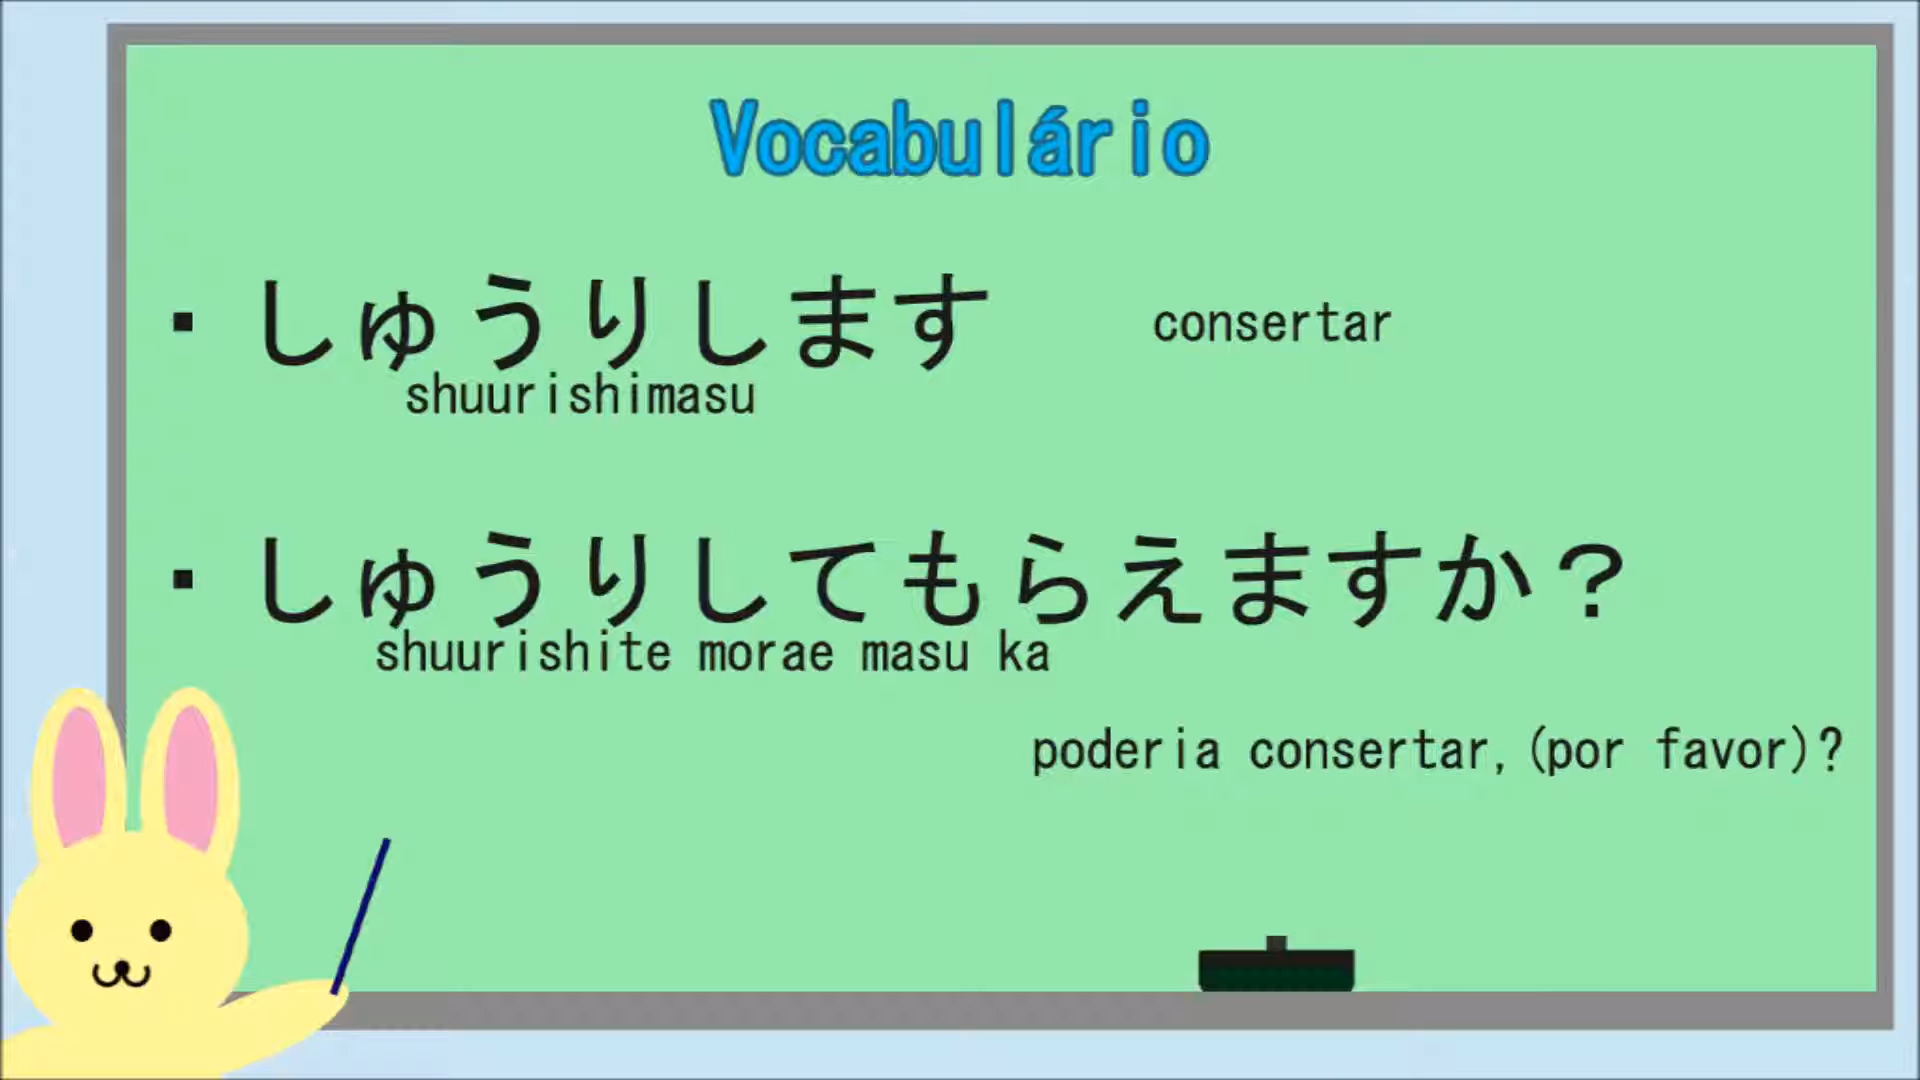 Vocabulário
・しゅうりします consertar
shuurishimasu
・しゅうりしてもらえますか？
shuurishite morae masu ka
poderia consertar,(por favor)?